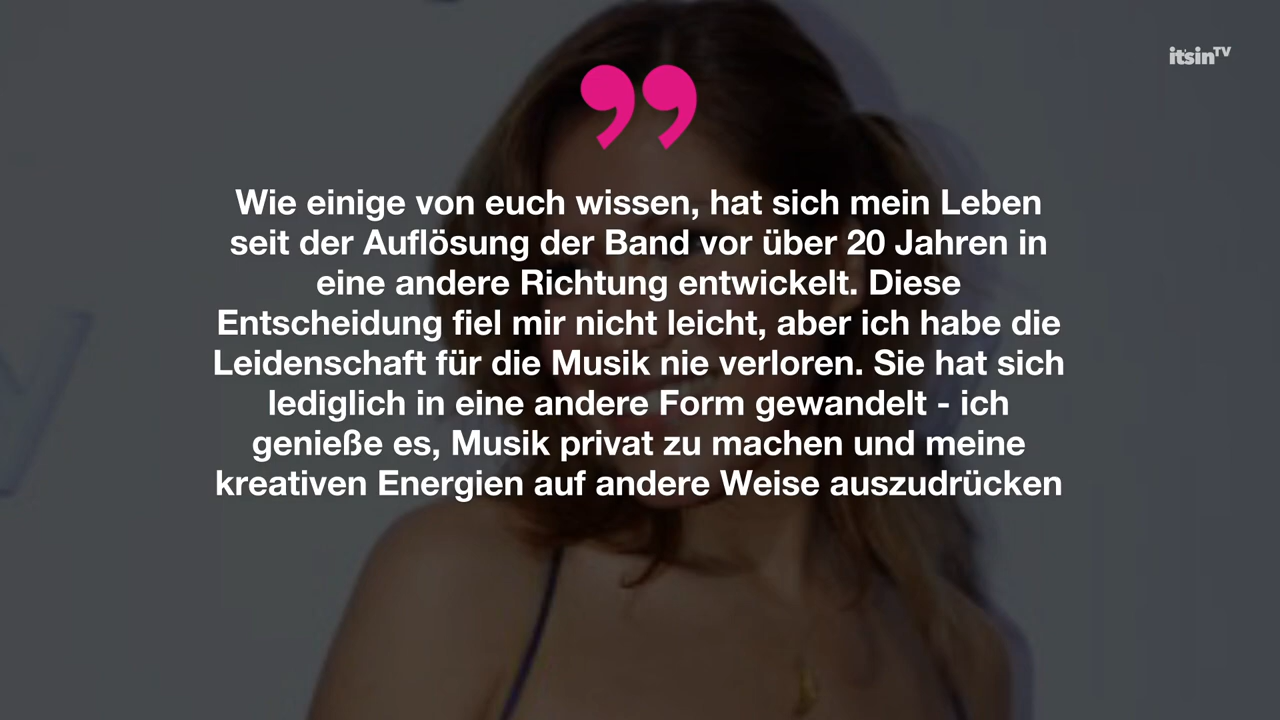 itsinTV
Wie einige von euch wissen, hat sich mein Leben
seit der Auflösung der Band vor über 20 Jahren in
eine andere Richtung entwickelt. Diese
Entscheidung fiel mir nicht leicht, aber ich habe die
Leidenschaft für die Musik nie verloren. Sie hat sich
lediglich in eine andere Form gewandelt - ich
genieße es, Musik privat zu machen und meine
kreativen Energien auf andere Weise auszudrücken